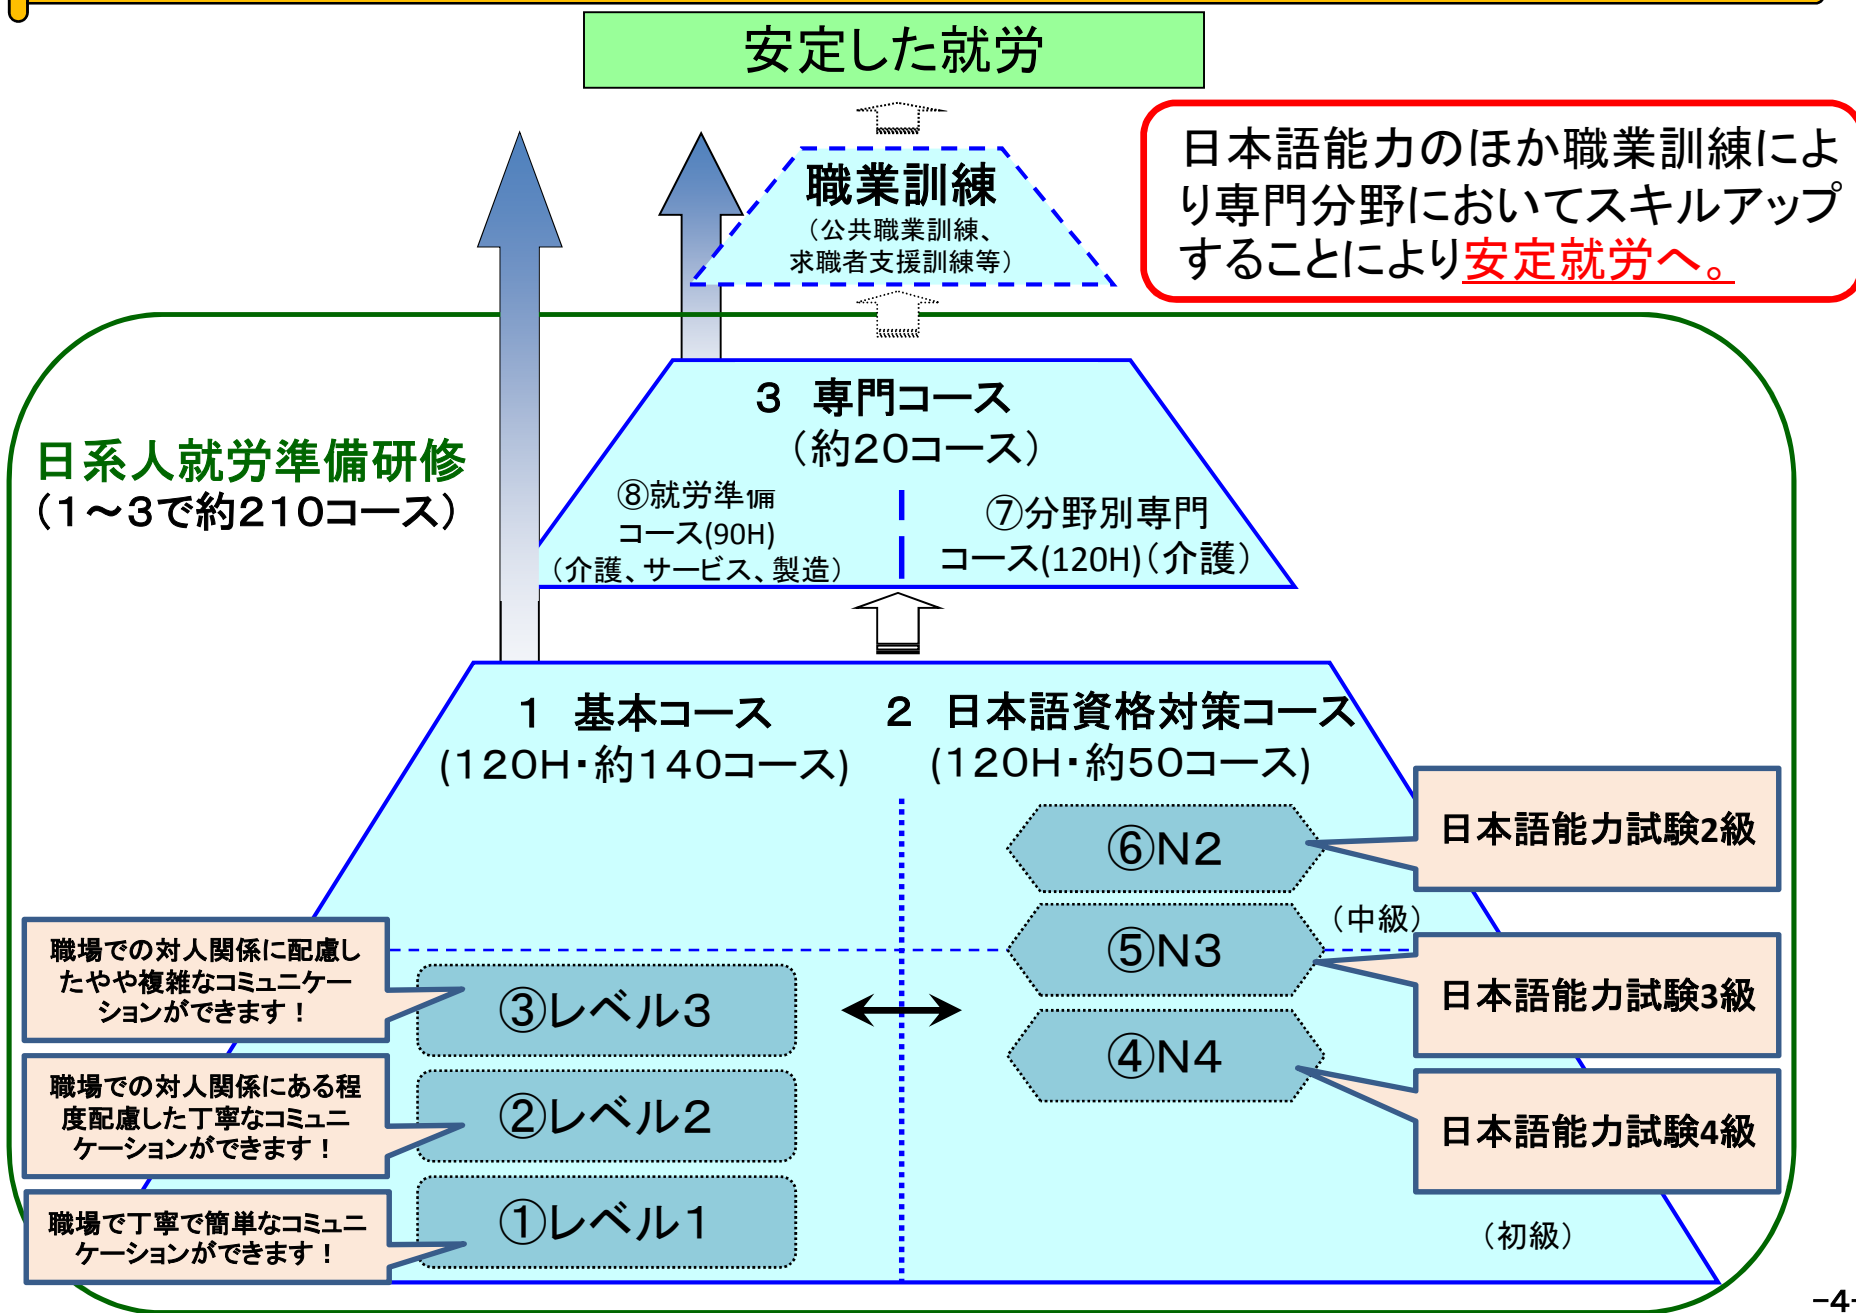 安定した就労
日本語能力のほか職業訓練によ
り専門分野においてスキルアップ
することにより安定就労へ。
職業訓練
（公共職業訓練、
求職者支援訓練等）
日系人就労準備研修
（１～３で約２１０コース）
３　専門コース
（約２０コース）
⑧就労準備
コース(90H)
（介護、サービス、製造）
⑦分野別専門
コース(120H)（介護）
１　基本コース
(１２０Ｈ・約１４０コース)
２　日本語資格対策コース
(１２０Ｈ・約５０コース)
⑥Ｎ２
日本語能力試験2級
（中級）
⑤Ｎ３
日本語能力試験3級
④Ｎ４
日本語能力試験4級
職場での対人関係に配慮し
たやや複雑なコミュニケー
ションができます！
③レベル３
職場での対人関係にある程
度配慮した丁寧なコミュニ
ケーションができます！
②レベル２
職場で丁寧で簡単なコミュニ
ケーションができます！
①レベル１
（初級）
-4-